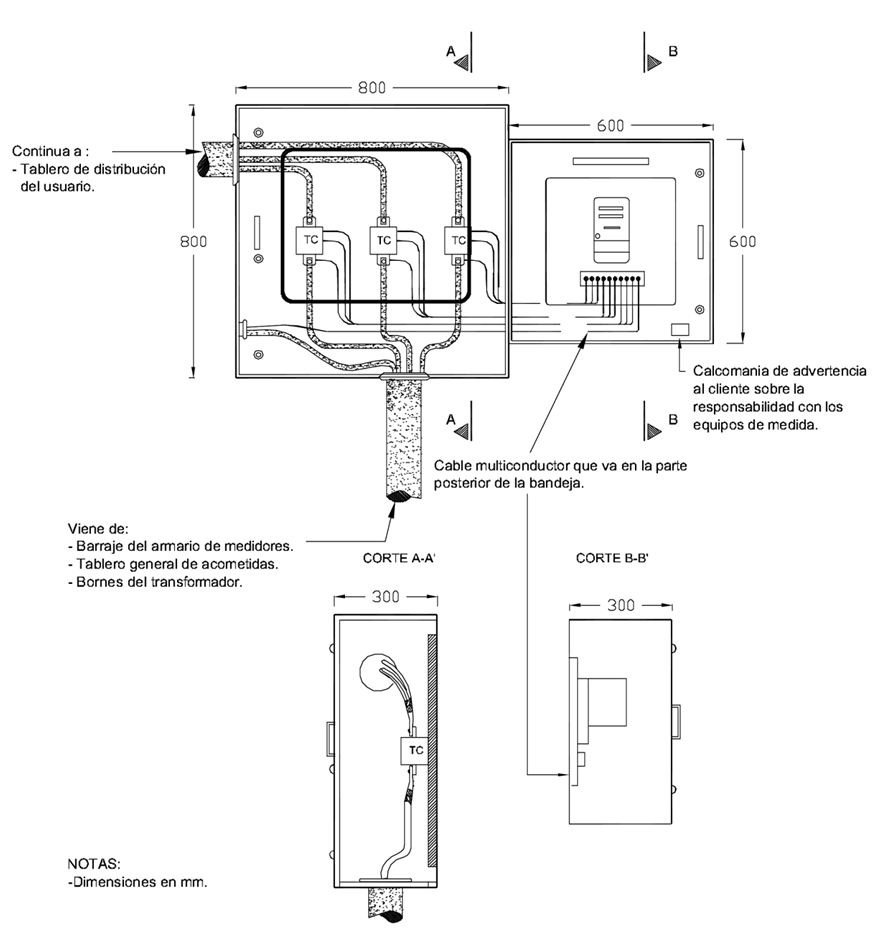 A
B
800
600
Continua a :
- Tablero de distribución
del usuario.
800
TC
TC
TC
600
Calcomania de advertencia
al cliente sobre la
responsabilidad con los
equipos de medida.
A
B
Cable multiconductor que va en la parte
posterior de la bandeja.
Viene de:
- Barraje del armario de medidores.
- Tablero general de acometidas.
- Bornes del transformador.
CORTE A-A'
CORTE B-B'
300
300
TC
NOTAS:
-Dimensiones en mm.